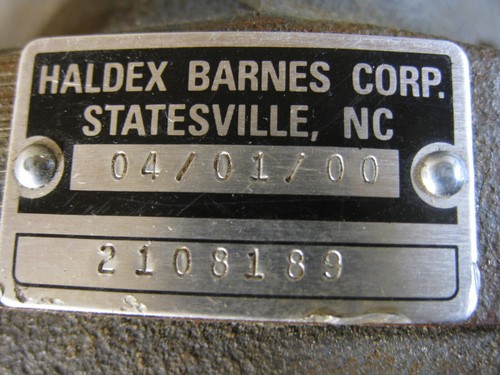 HALDEX BARNES CORP.
STATESVILLE, NC
04/01/00
2108189